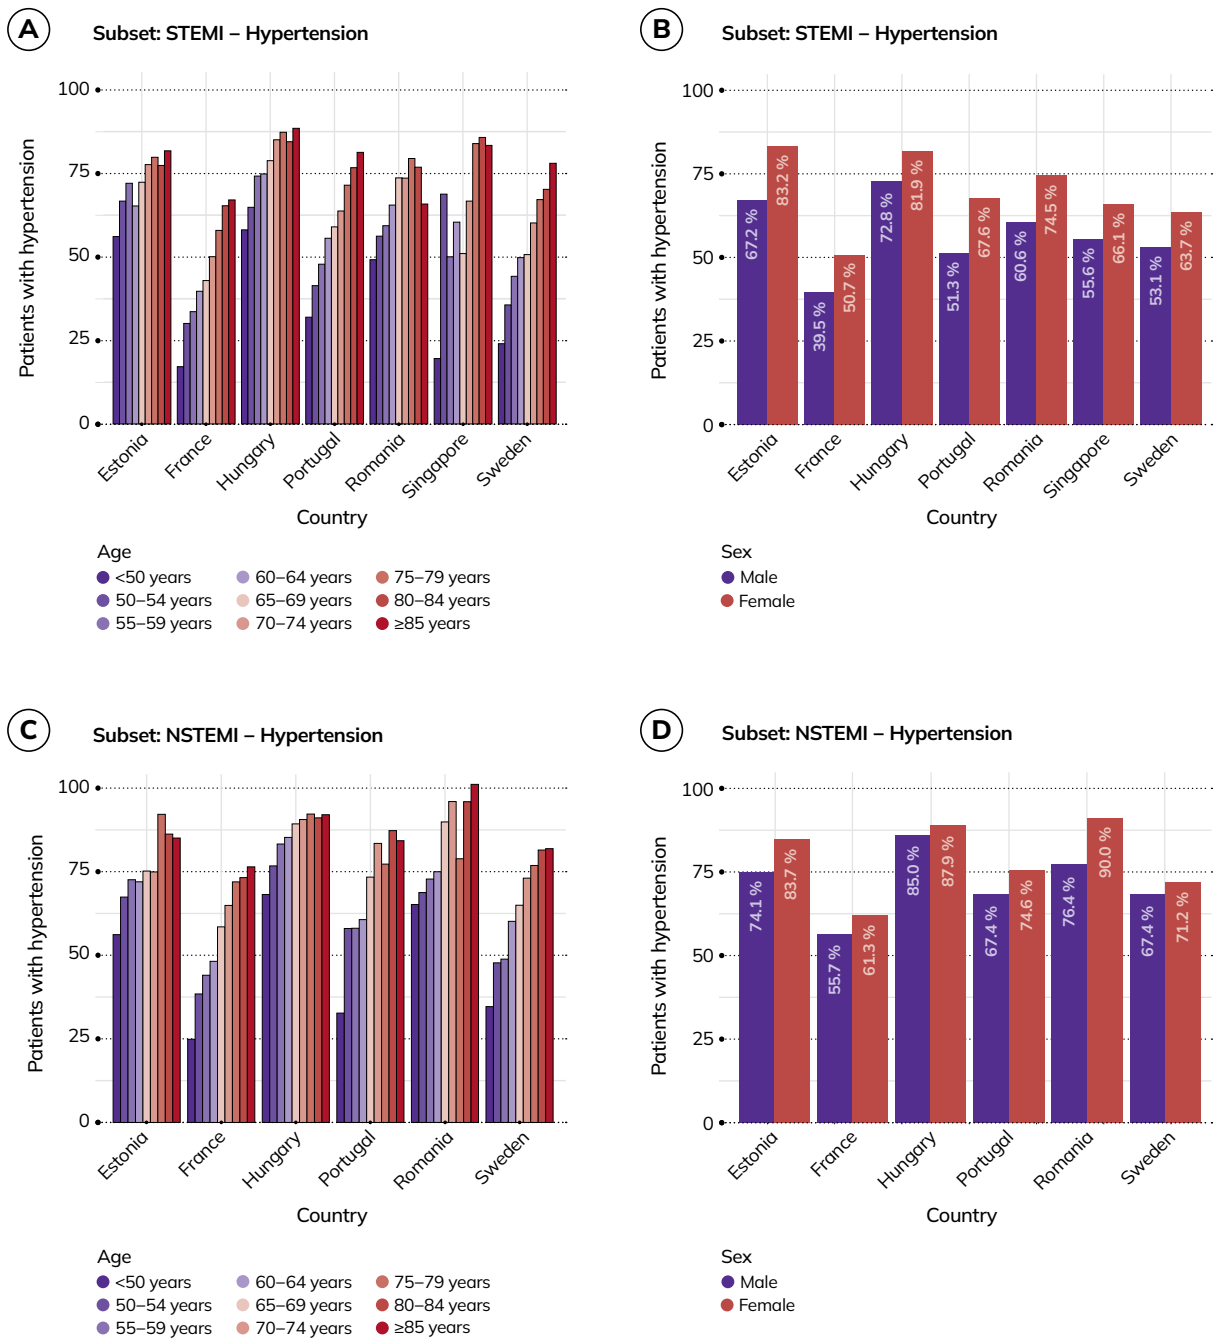 A
Subset: STEMI – Hypertension
Patients with hypertension
100
75
50
25
0
Estonia
France
Hungary
Portugal
Romania
Singapore
Sweden
Country
Age
<50 years
50–54 years
55–59 years
60–64 years
65–69 years
70–74 years
75–79 years
80–84 years
≥85 years
B
Subset: STEMI – Hypertension
Patients with hypertension
100
75
50
25
0
67.2 %
83.2 %
39.5 %
50.7 %
72.8 %
81.9 %
51.3 %
67.6 %
60.6 %
74.5 %
55.6 %
66.1 %
53.1 %
63.7 %
Estonia
France
Hungary
Portugal
Romania
Singapore
Sweden
Country
Sex
Male
Female
C
Subset: NSTEMI – Hypertension
Patients with hypertension
100
75
50
25
0
Estonia
France
Hungary
Portugal
Romania
Sweden
Country
Age
<50 years
50–54 years
55–59 years
60–64 years
65–69 years
70–74 years
75–79 years
80–84 years
≥85 years
D
Subset: NSTEMI – Hypertension
Patients with hypertension
100
75
50
25
0
74.1 %
83.7 %
55.7 %
61.3 %
85.0 %
87.9 %
67.4 %
74.6 %
76.4 %
90.0 %
67.4 %
71.2 %
Estonia
France
Hungary
Portugal
Romania
Sweden
Country
Sex
Male
Female